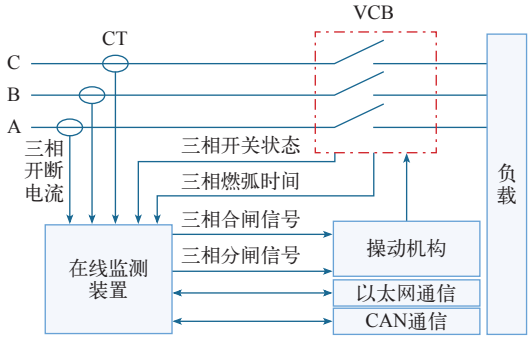 VCB
CT
C
B
A
三相
开断
电流
三相开关状态
三相燃弧时间
三相合闸信号
三相分闸信号
在线监测
装置
操动机构
以太网通信
CAN通信
负
载